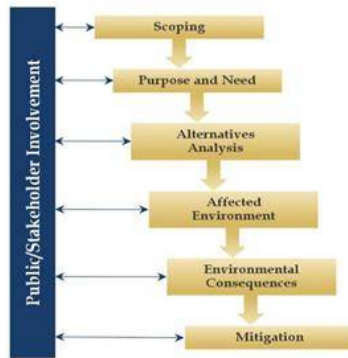 Public/Stakeholder Involvement
Scoping
Purpose and Need
Alternatives
Analysis
Affected
Environment
Environmental
Consequences
Mitigation